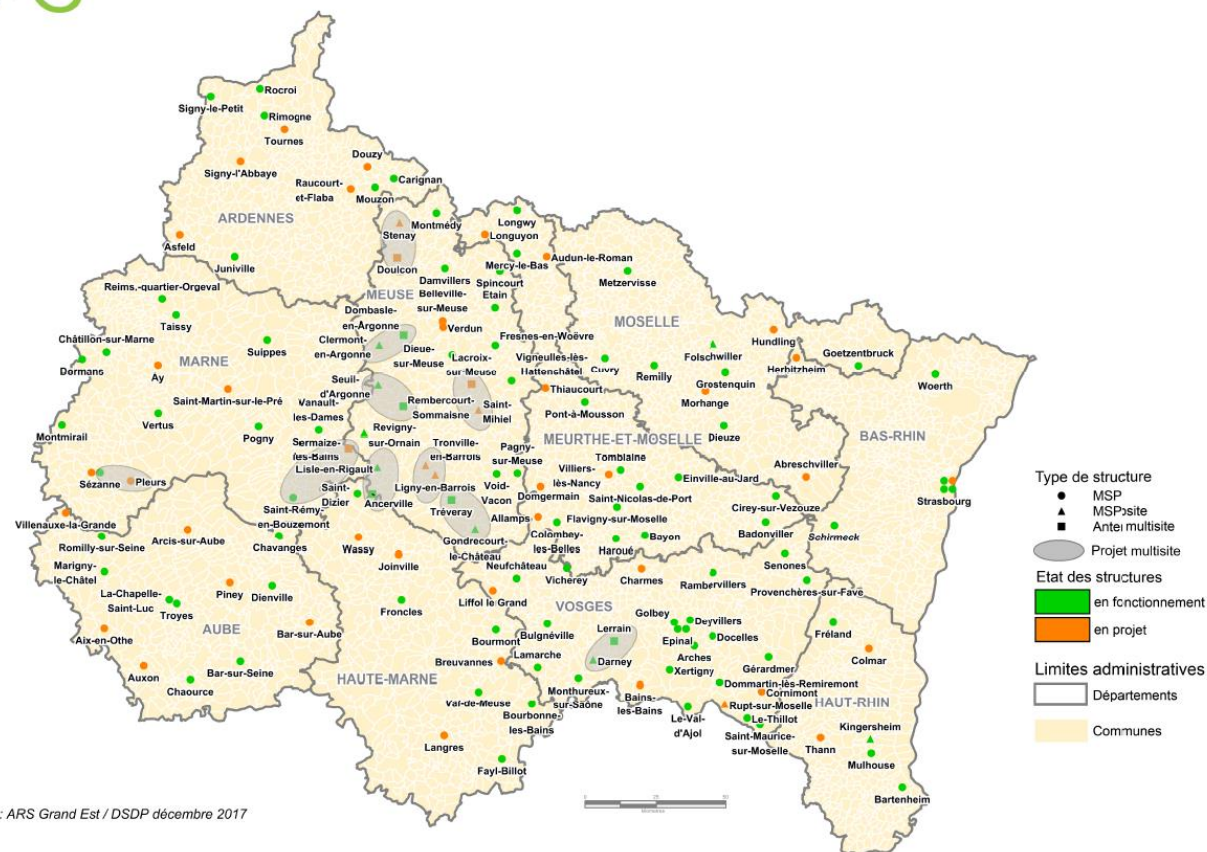 Rocroi
Signy-le-Petit
Rimogne
Tournes
Douzy
Signy-l'Abbaye
Raucourt-
et-Flaba
Carignan
Mouzon
ARDENNES
Montmédy
Longwy
Stenay
Longuyon
Asfeld
Doulcon
Mercy-le-Bas
Audun-le-Roman
Juniville
Damvillers
Spincourt
Metzervisse
Reims.-quartier-Orgeval
MEUSE
Belleville-
sur-Meuse
Etain
Taissy
Dombasle-
en-Argonne
Verdun
MOSELLE
Châtillon-sur-Marne
Suippes
Clermont-
en-Argonne
Fresnes-en-Woëvre
Hundling
MARNE
Dieue-
sur-Meuse
Lacroix-
sur-Meuse
Vigneulles-lès-
Hattenchâtel
Folschwiller
Goetzentbruck
Dormans
Ay
Cuvry
Remilly
Grostenquin
Herbitzheim
Woerth
Seuil-
d'Argonne
Thiaucourt
Saint-Martin-sur-le-Pré
Vanault-
les-Dames
Rembercourt-
Sommaisne
Saint-
Mihiel
Morhange
Pont-à-Mousson
Vertus
Revigny-
sur-Ornain
Montmirail
Pogny
Sermaize-
les-Bains
Tronville-
en-Barrois
Pagny-
sur-Meuse
MEURTHE-ET-MOSELLE
Dieuze
BAS-RHIN
Tomblaine
Lisle-en-Rigault
Villiers-
lès-Nancy
Abreschviller
Sézanne
Pleurs
Ligny-en-Barrois
Void-
Vacon
Einville-au-Jard
Saint-
Dizier
Ancerville
Domgermain
Saint-Nicolas-de-Port
Strasbourg
Saint-Rémy-
en-Bouzemont
Tréveray
Allamps
Flavigny-sur-Moselle
Cirey-sur-Vezouze
Villenauxe-la-Grande
Arcis-sur-Aube
Colombey-
les-Belles
Bayon
Badonviller
Schirmeck
Romilly-sur-Seine
Chavanges
Wassy
Gondrecourt-
le-Château
Haroué
Marigny-
le-Châtel
Joinville
Neufchâteau
Vicherey
Charmes
Rambervillers
Senones
Provenchères-sur-Fave
La-Chapelle-
Saint-Luc
Piney
Dienville
Liffol le Grand
Troyes
Froncles
VOSGES
Golbey
Deyvillers
Fréland
Aix-en-Othe
AUBE
Bar-sur-Aube
Bourmont
Bulgnéville
Lerrain
Epinal
Docelles
Colmar
Breuvannes
Lamarche
Darney
Arches
Gérardmer
Auxon
Bar-sur-Seine
HAUTE-MARNE
Xertigny
Dommartin-lès-Remiremont
Chaource
Val-de-Meuse
Monthureux-
sur-Saône
Bains-
les-Bains
Cornimont
Rupt-sur-Moselle
HAUT-RHIN
Bourbonne-
les-Bains
Le-Val-
d'Ajol
Le-Thillot
Kingersheim
Langres
Saint-Maurice-
sur-Moselle
Thann
Mulhouse
Fayl-Billot
Bartenheim
Type de structure
MSP
MSPosite
Antemultisite
Projet multisite
Etat des structures
en fonctionnement
en projet
Limites administratives
Départements
Communes
: ARS Grand Est / DSDP décembre 2017